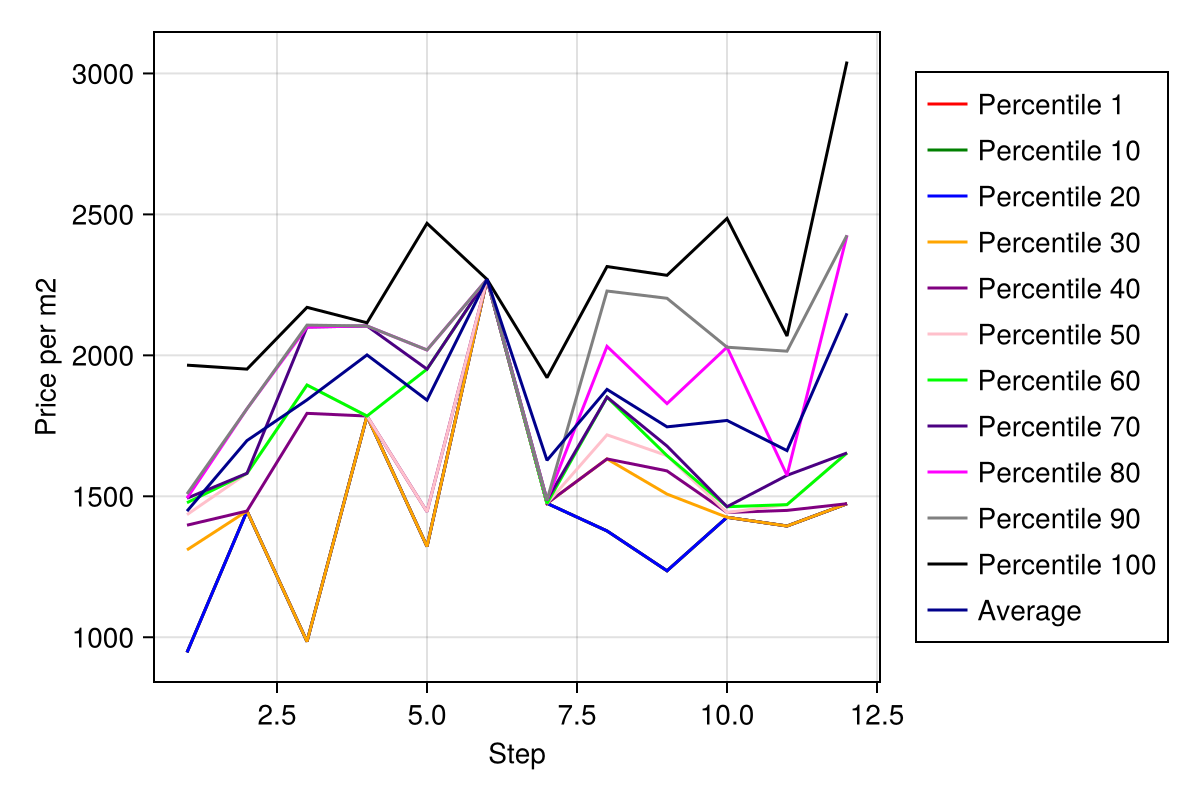 3000
2500
2000
1500
1000
Price per m2
2.5
5.0
7.5
10.0
12.5
Step
Percentile 1
Percentile 10
Percentile 20
Percentile 30
Percentile 40
Percentile 50
Percentile 60
Percentile 70
Percentile 80
Percentile 90
Percentile 100
Average